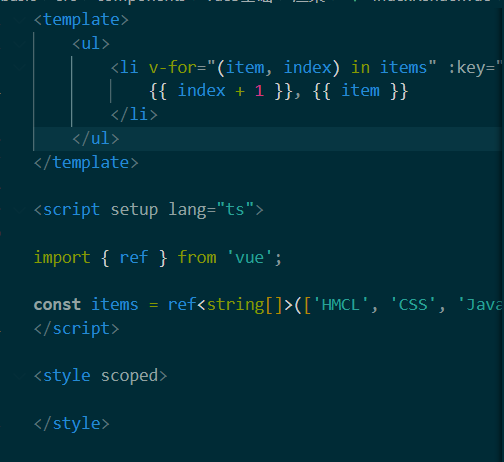 <template>
<ul>
<li v-for="(item, index) in items" :key="
{{ index + 1 }}, {{ item }}
</li>
</ul>
</template>
<script setup lang="ts">
import { ref } from 'vue';
const items = ref<string[]>(['HMCL', 'CSS', 'Java
</script>
<style scoped>
</style>